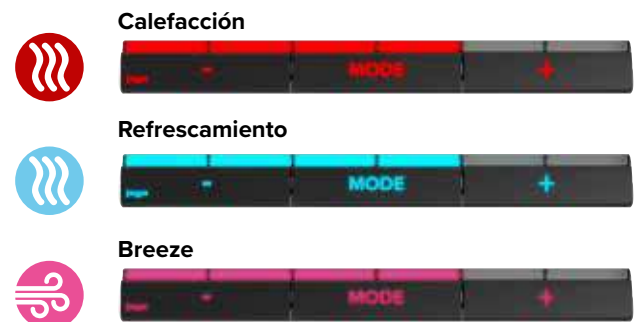 Calefacción
- MODE +
Refrescamiento
- MODE +
Breeze
- MODE +